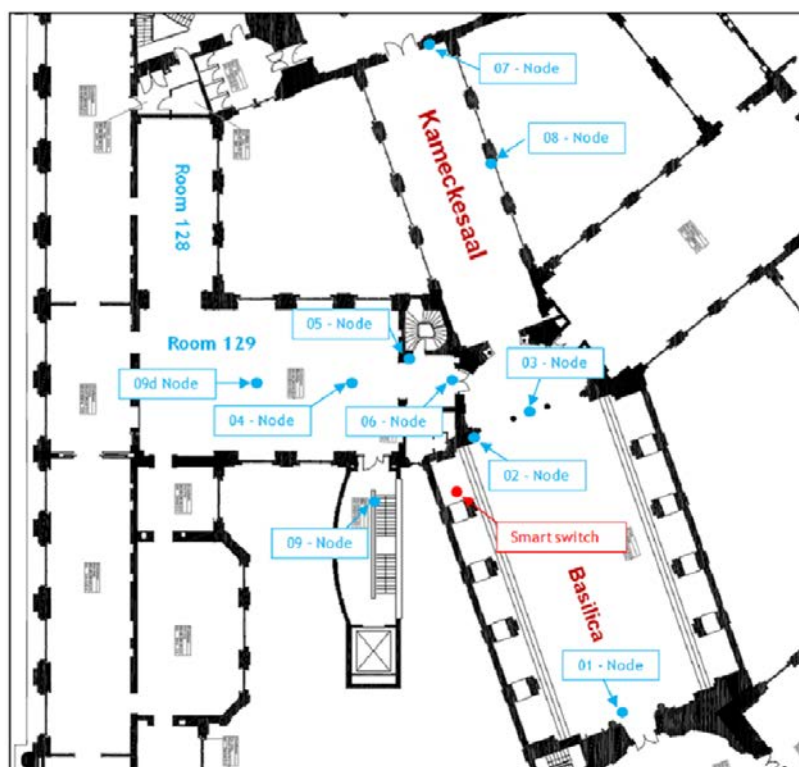 07 - Node
08 - Node
Kameckesaal
Room 128
05 - Node
Room 129
03 - Node
09d Node
04 - Node
06 - Node
02 - Node
09 - Node
Smart switch
Basilica
01 - Node